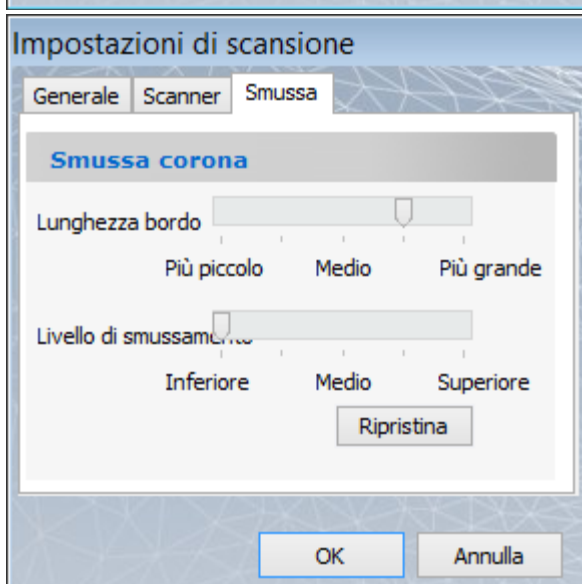 Impostazioni di scansione
Generale Scanner Smussa
Smussa corona
Lunghezza bordo
Più piccolo Medio Più grande
Livello di smussamento
Inferiore Medio Superiore
Ripristina
OK Annulla